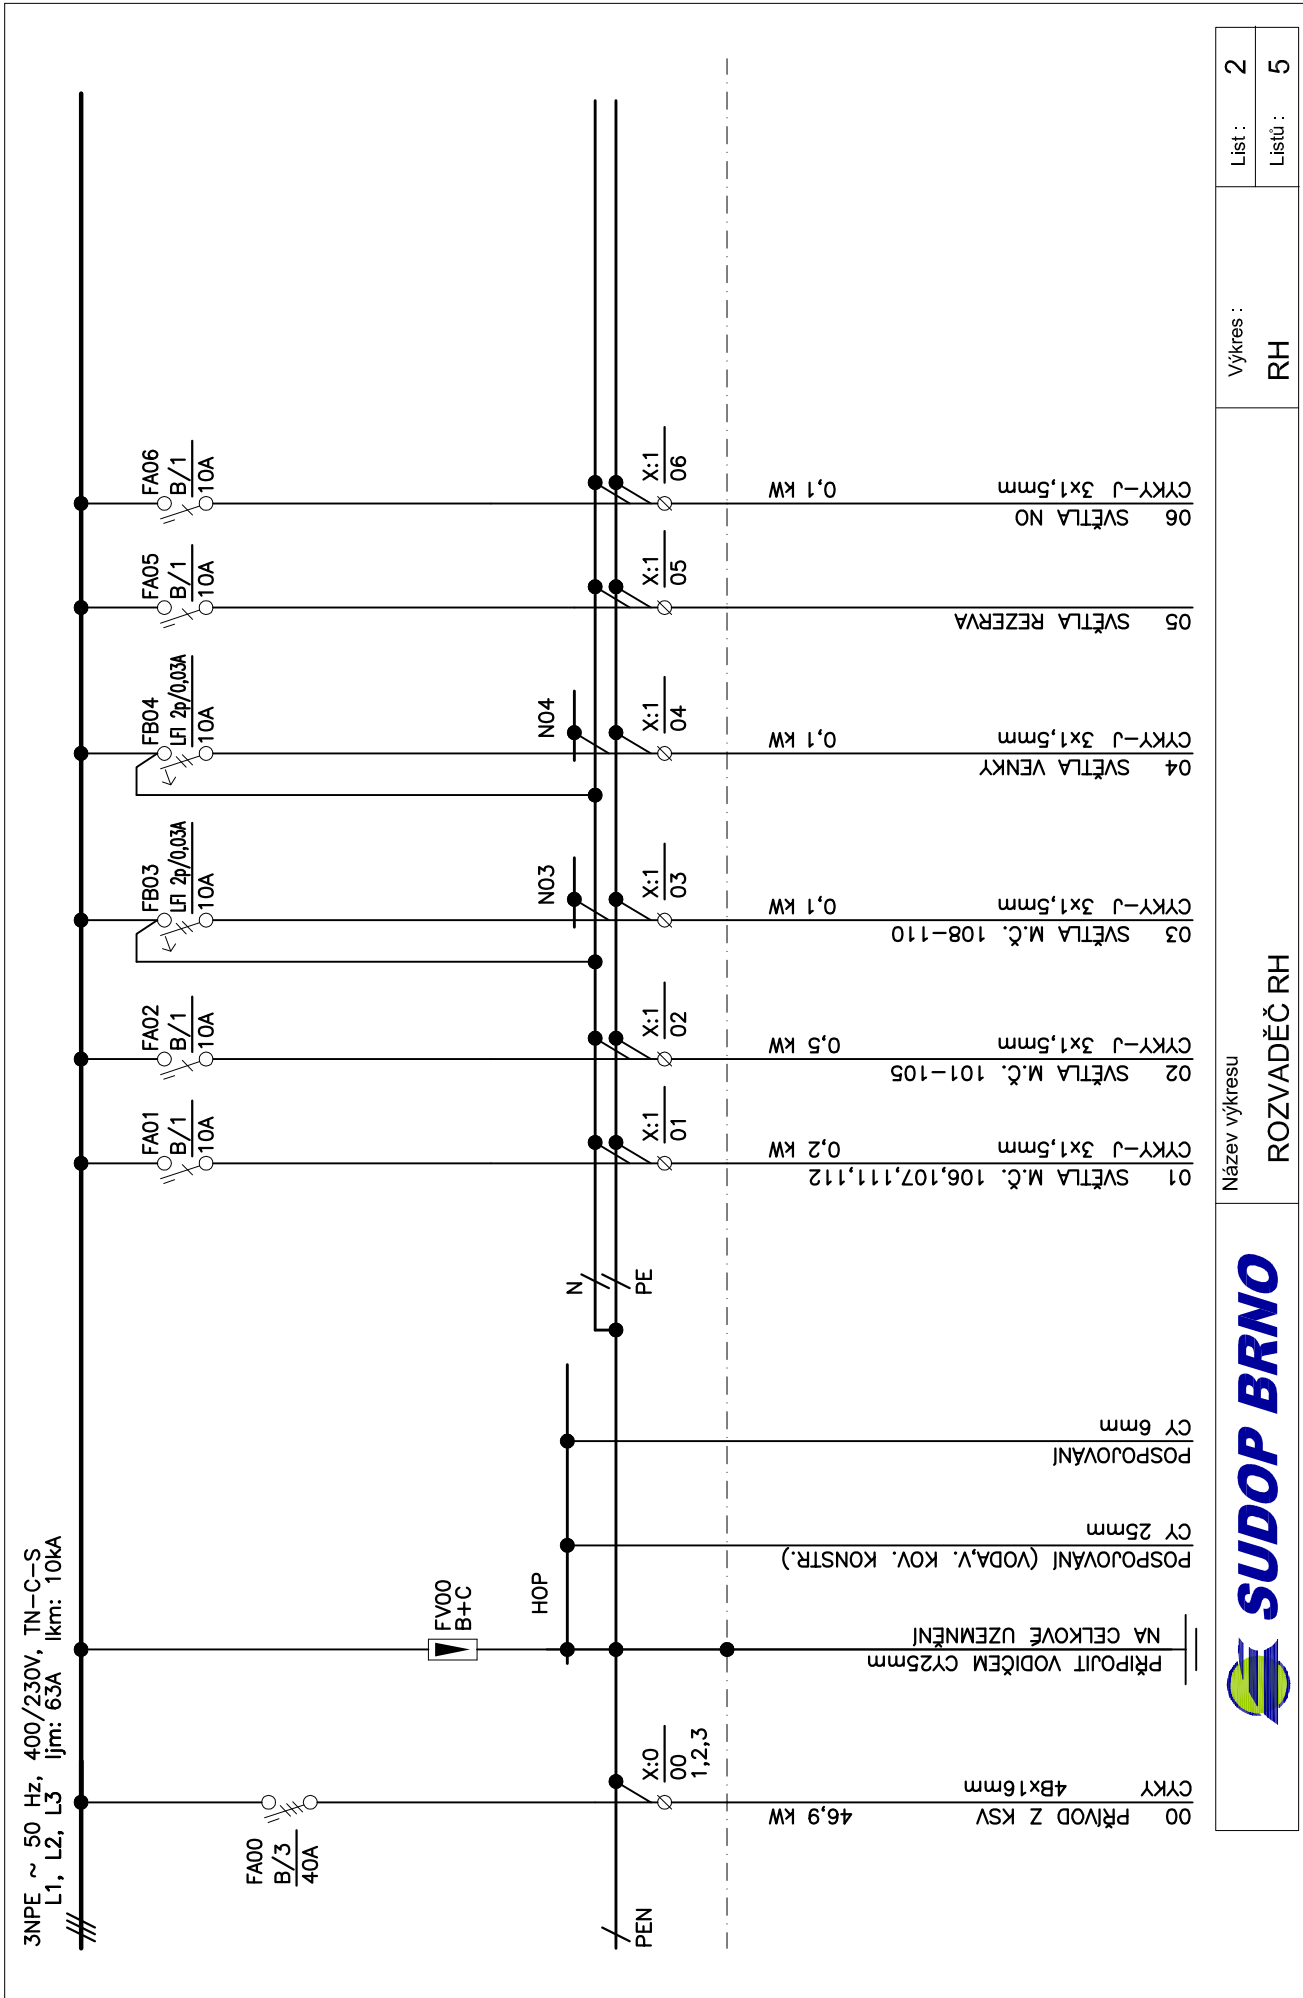 3NPE ~ 50 Hz, 400/230V, TN-C-S
L1, L2, L3 Ijm: 63A Ikm: 10kA
FA00
B/3
40A
FV00
B+C
HOP
FA01
B/1
10A
FA02
B/1
10A
FB03
LFI 2p/0,03A
10A
FB04
LFI 2p/0,03A
10A
FA05
B/1
10A
FA06
B/1
10A
PEN
N
PE
N03
N04
X:0
00
1,2,3
X:1
01
X:1
02
X:1
03
X:1
04
X:1
05
X:1
06
00 PŘÍVOD Z KSV 46,9 kW
CYKY 4Bx16mm
PŘIPOJIT VODIČEM CY25mm
NA CELKOVÉ UZEMNĚNÍ
POSPOJOVÁNÍ (VODA,V. KOV. KONSTR.)
CY 25mm
POSPOJOVÁNÍ
CY 6mm
01 SVĚTLA M.Č. 106,107,111,112
CYKY-J 3x1,5mm 0,2 kW
02 SVĚTLA M.Č. 101-105
CYKY-J 3x1,5mm 0,5 kW
03 SVĚTLA M.Č. 108-110
CYKY-J 3x1,5mm 0,1 kW
04 SVĚTLA VENKY
CYKY-J 3x1,5mm 0,1 kW
05 SVĚTLA REZERVA
06 SVĚTLA NO
CYKY-J 3x1,5mm 0,1 kW
SUDOP BRNO
Název výkresu
ROZVADĚČ RH
Výkres :
RH
List : 2
Listů : 5